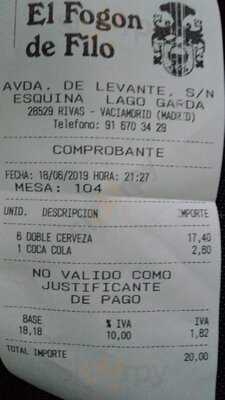 El Fogon
de Filo
AVDA. DE LEVANTE, S/N
ESQUINA LAGO GARDA
28529 RIVAS - VACIAMDRID (MADRID)
Telefono: 91 670 34 29
COMPROBANTE
FECHA: 18/06/2019 HORA: 21:27
MESA: 104
UNID. DESCRIPCION IMPORTE
6 DOBLE CERVEZA 17,40
1 COCA COLA 2,60
NO VALIDO COMO
JUSTIFICANTE
DE PAGO
BASE % IVA IVA
18,18 10,00 1,82
TOTAL IMPORTE 20,00